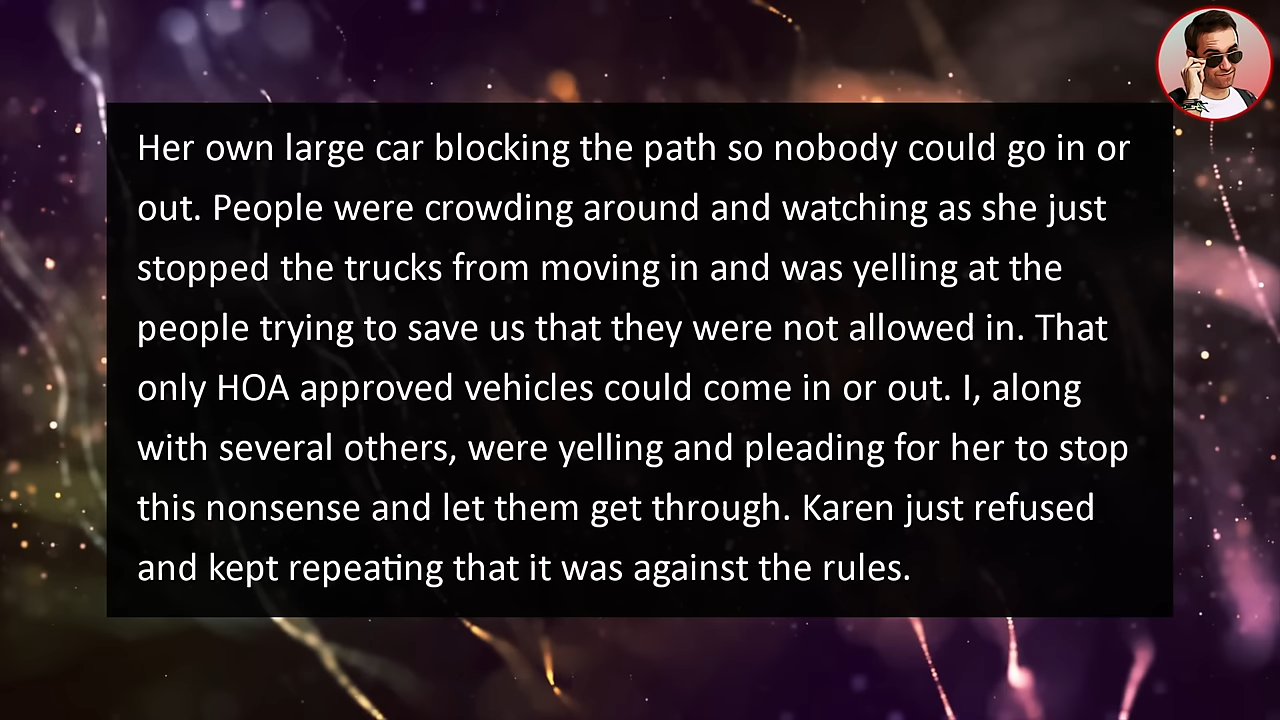 Her own large car blocking the path so nobody could go in or
out. People were crowding around and watching as she just
stopped the trucks from moving in and was yelling at the
people trying to save us that they were not allowed in. That
only HOA approved vehicles could come in or out. I, along
with several others, were yelling and pleading for her to stop
this nonsense and let them get through. Karen just refused
and kept repeating that it was against the rules.